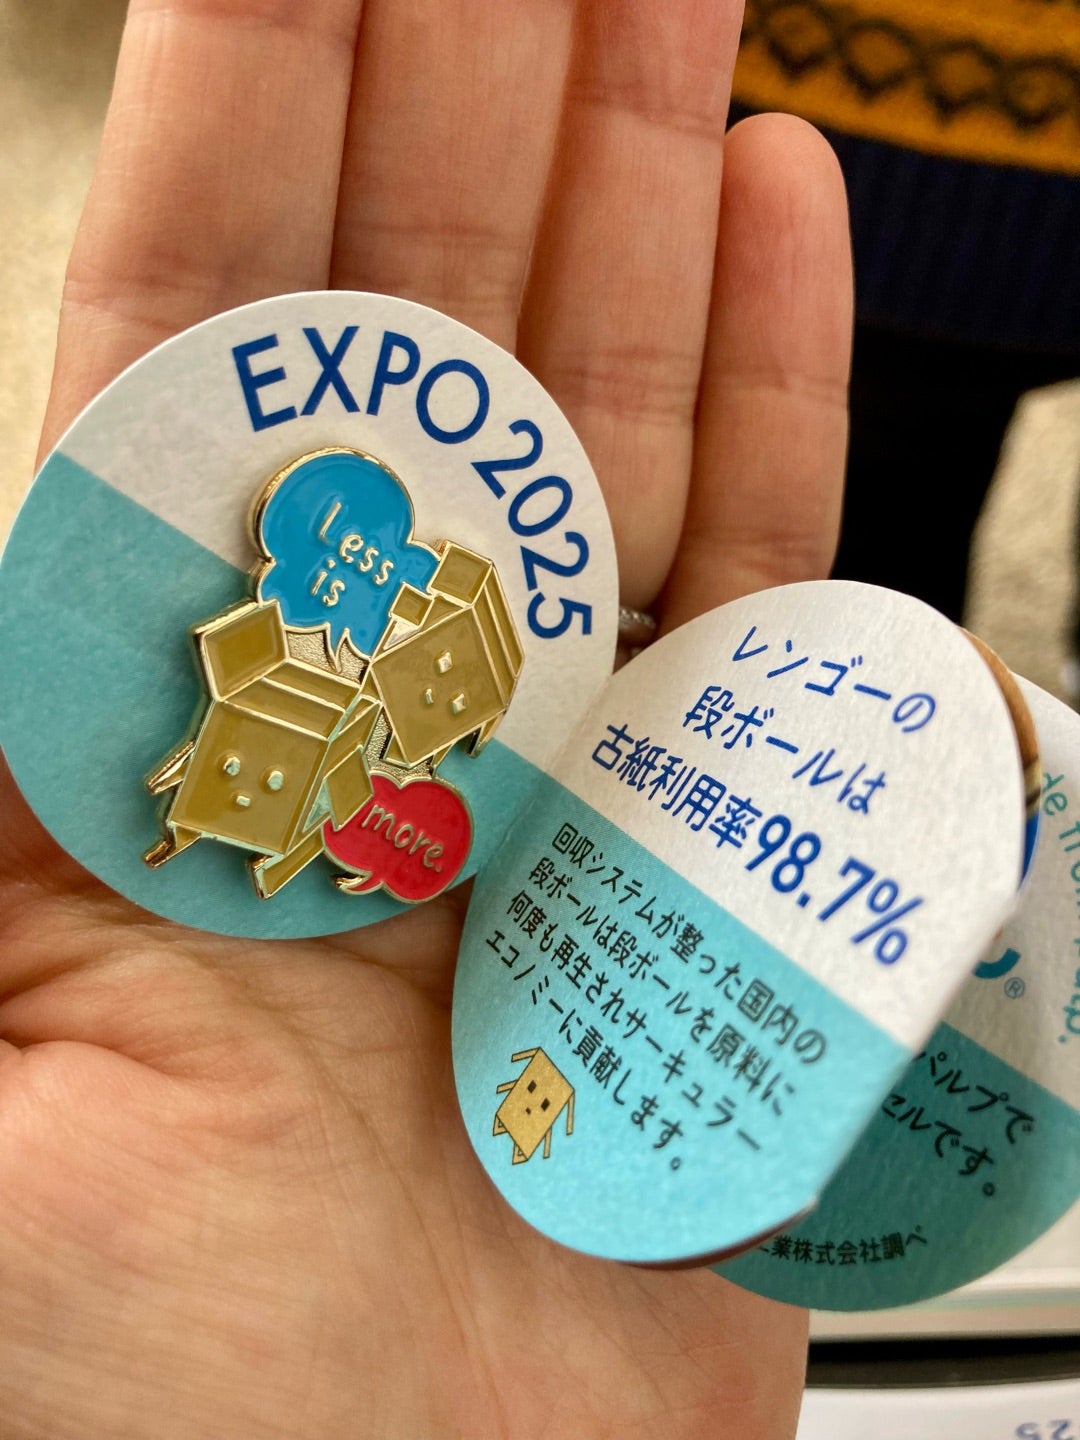 EXPO 2025
Less
is
more.
レンゴーの
段ボールは
古紙利用率98.7%
回収システムが整った国内の
段ボールは段ボールを原料に
何度も再生されサーキュラー
エコノミーに貢献します。
®
パルプで
セルです。
業株式会社調べ
25